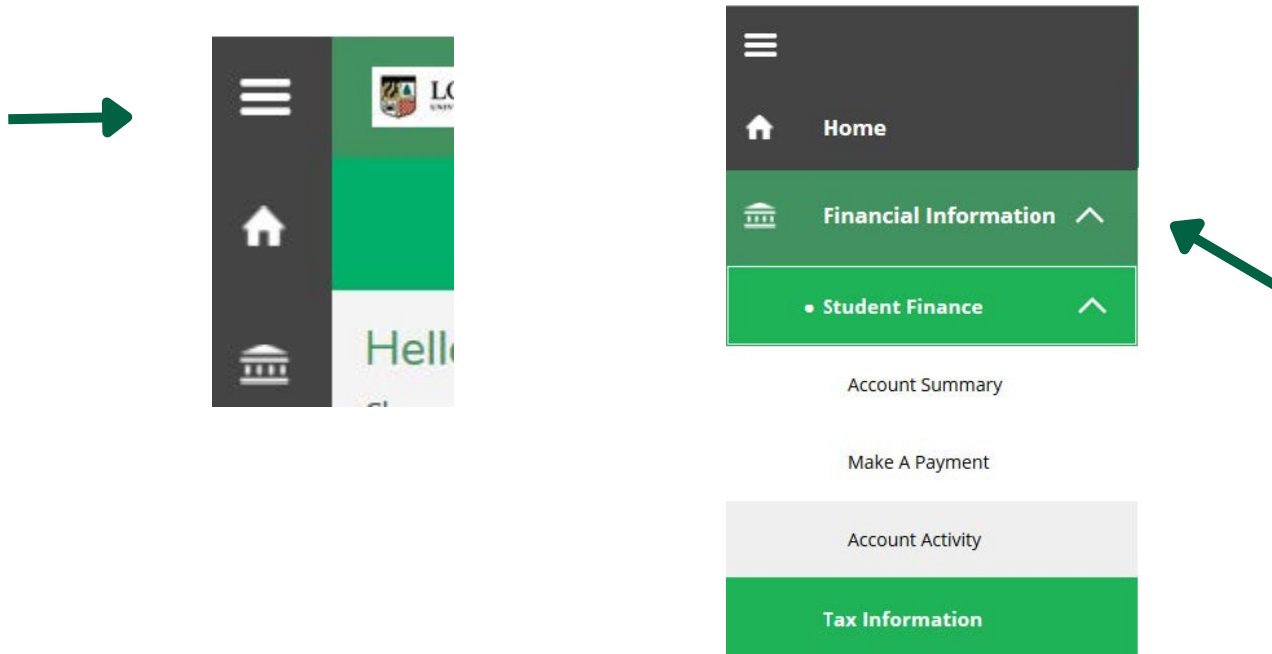 Home
Financial Information
Student Finance
Account Summary
Make A Payment
Account Activity
Tax Information